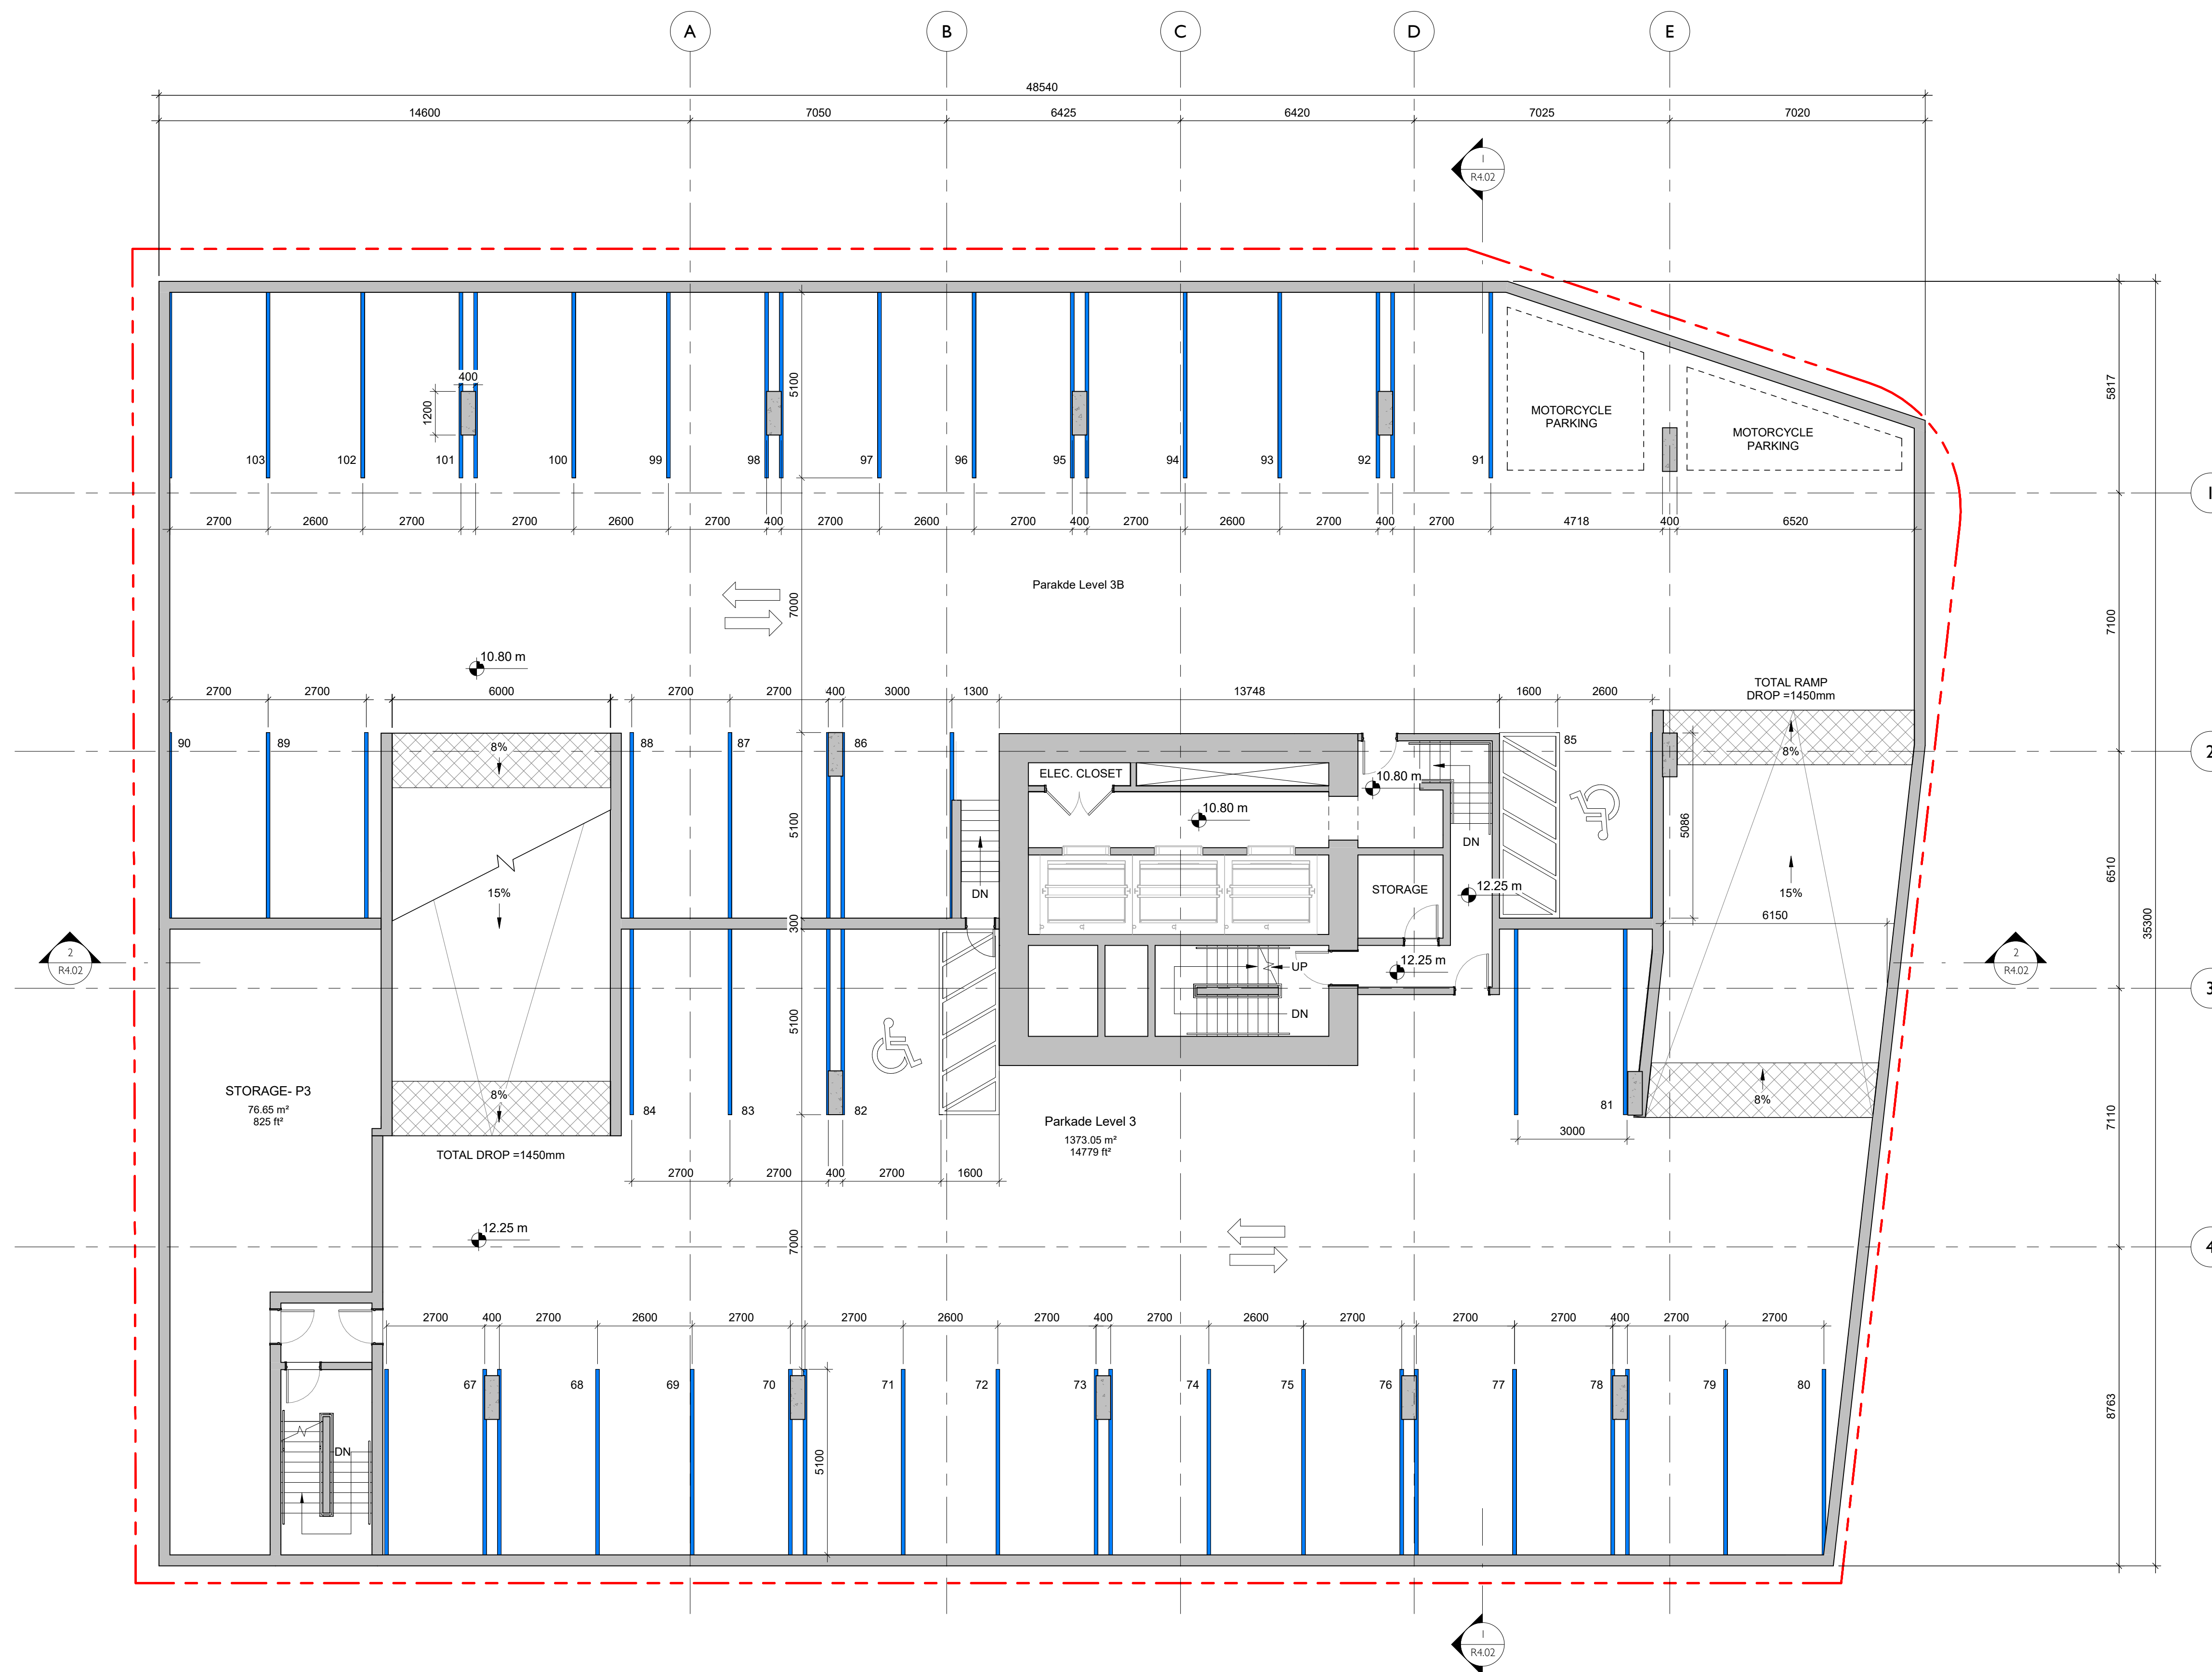 A B C D E
48540
14600 7050 6425 6420 7025 7020
1
R4.02
400
1200
5100
5817
MOTORCYCLE
PARKING
MOTORCYCLE
PARKING
103 102 101 100 99 98 97 96 95 94 93 92 91
1
2700 2600 2700 2700 2600 2700 400 2700 2600 2700 400 2700 2600 2700 400 2700 4718 400 6520
Parakde Level 3B
7000
7100
10.80 m
TOTAL RAMP
DROP =1450mm
2700 2700 6000 2700 2700 400 3000 1300 13748 1600 2600
90 89 8% 88 87 86 85 8%
2
ELEC. CLOSET
10.80 m
10.80 m
5100
5086
DN
15%
DN
STORAGE
12.25 m
15%
6510
6150
35300
300
2
R4.02
UP
12.25 m
2
R4.02
3
DN
5100
STORAGE- P3
76.65 m²
825 ft²
8%
84 83 82
81
8%
Parkade Level 3
1373.05 m²
14779 ft²
3000
7110
TOTAL DROP =1450mm
2700 2700 400 2700 1600
12.25 m
7000
4
2700 400 2700 2600 2700 2700 2600 2700 400 2700 2600 2700 2700 2700 400 2700 2700
67 68 69 70 71 72 73 74 75 76 77 78 79 80
8763
DN
5100
1
R4.02